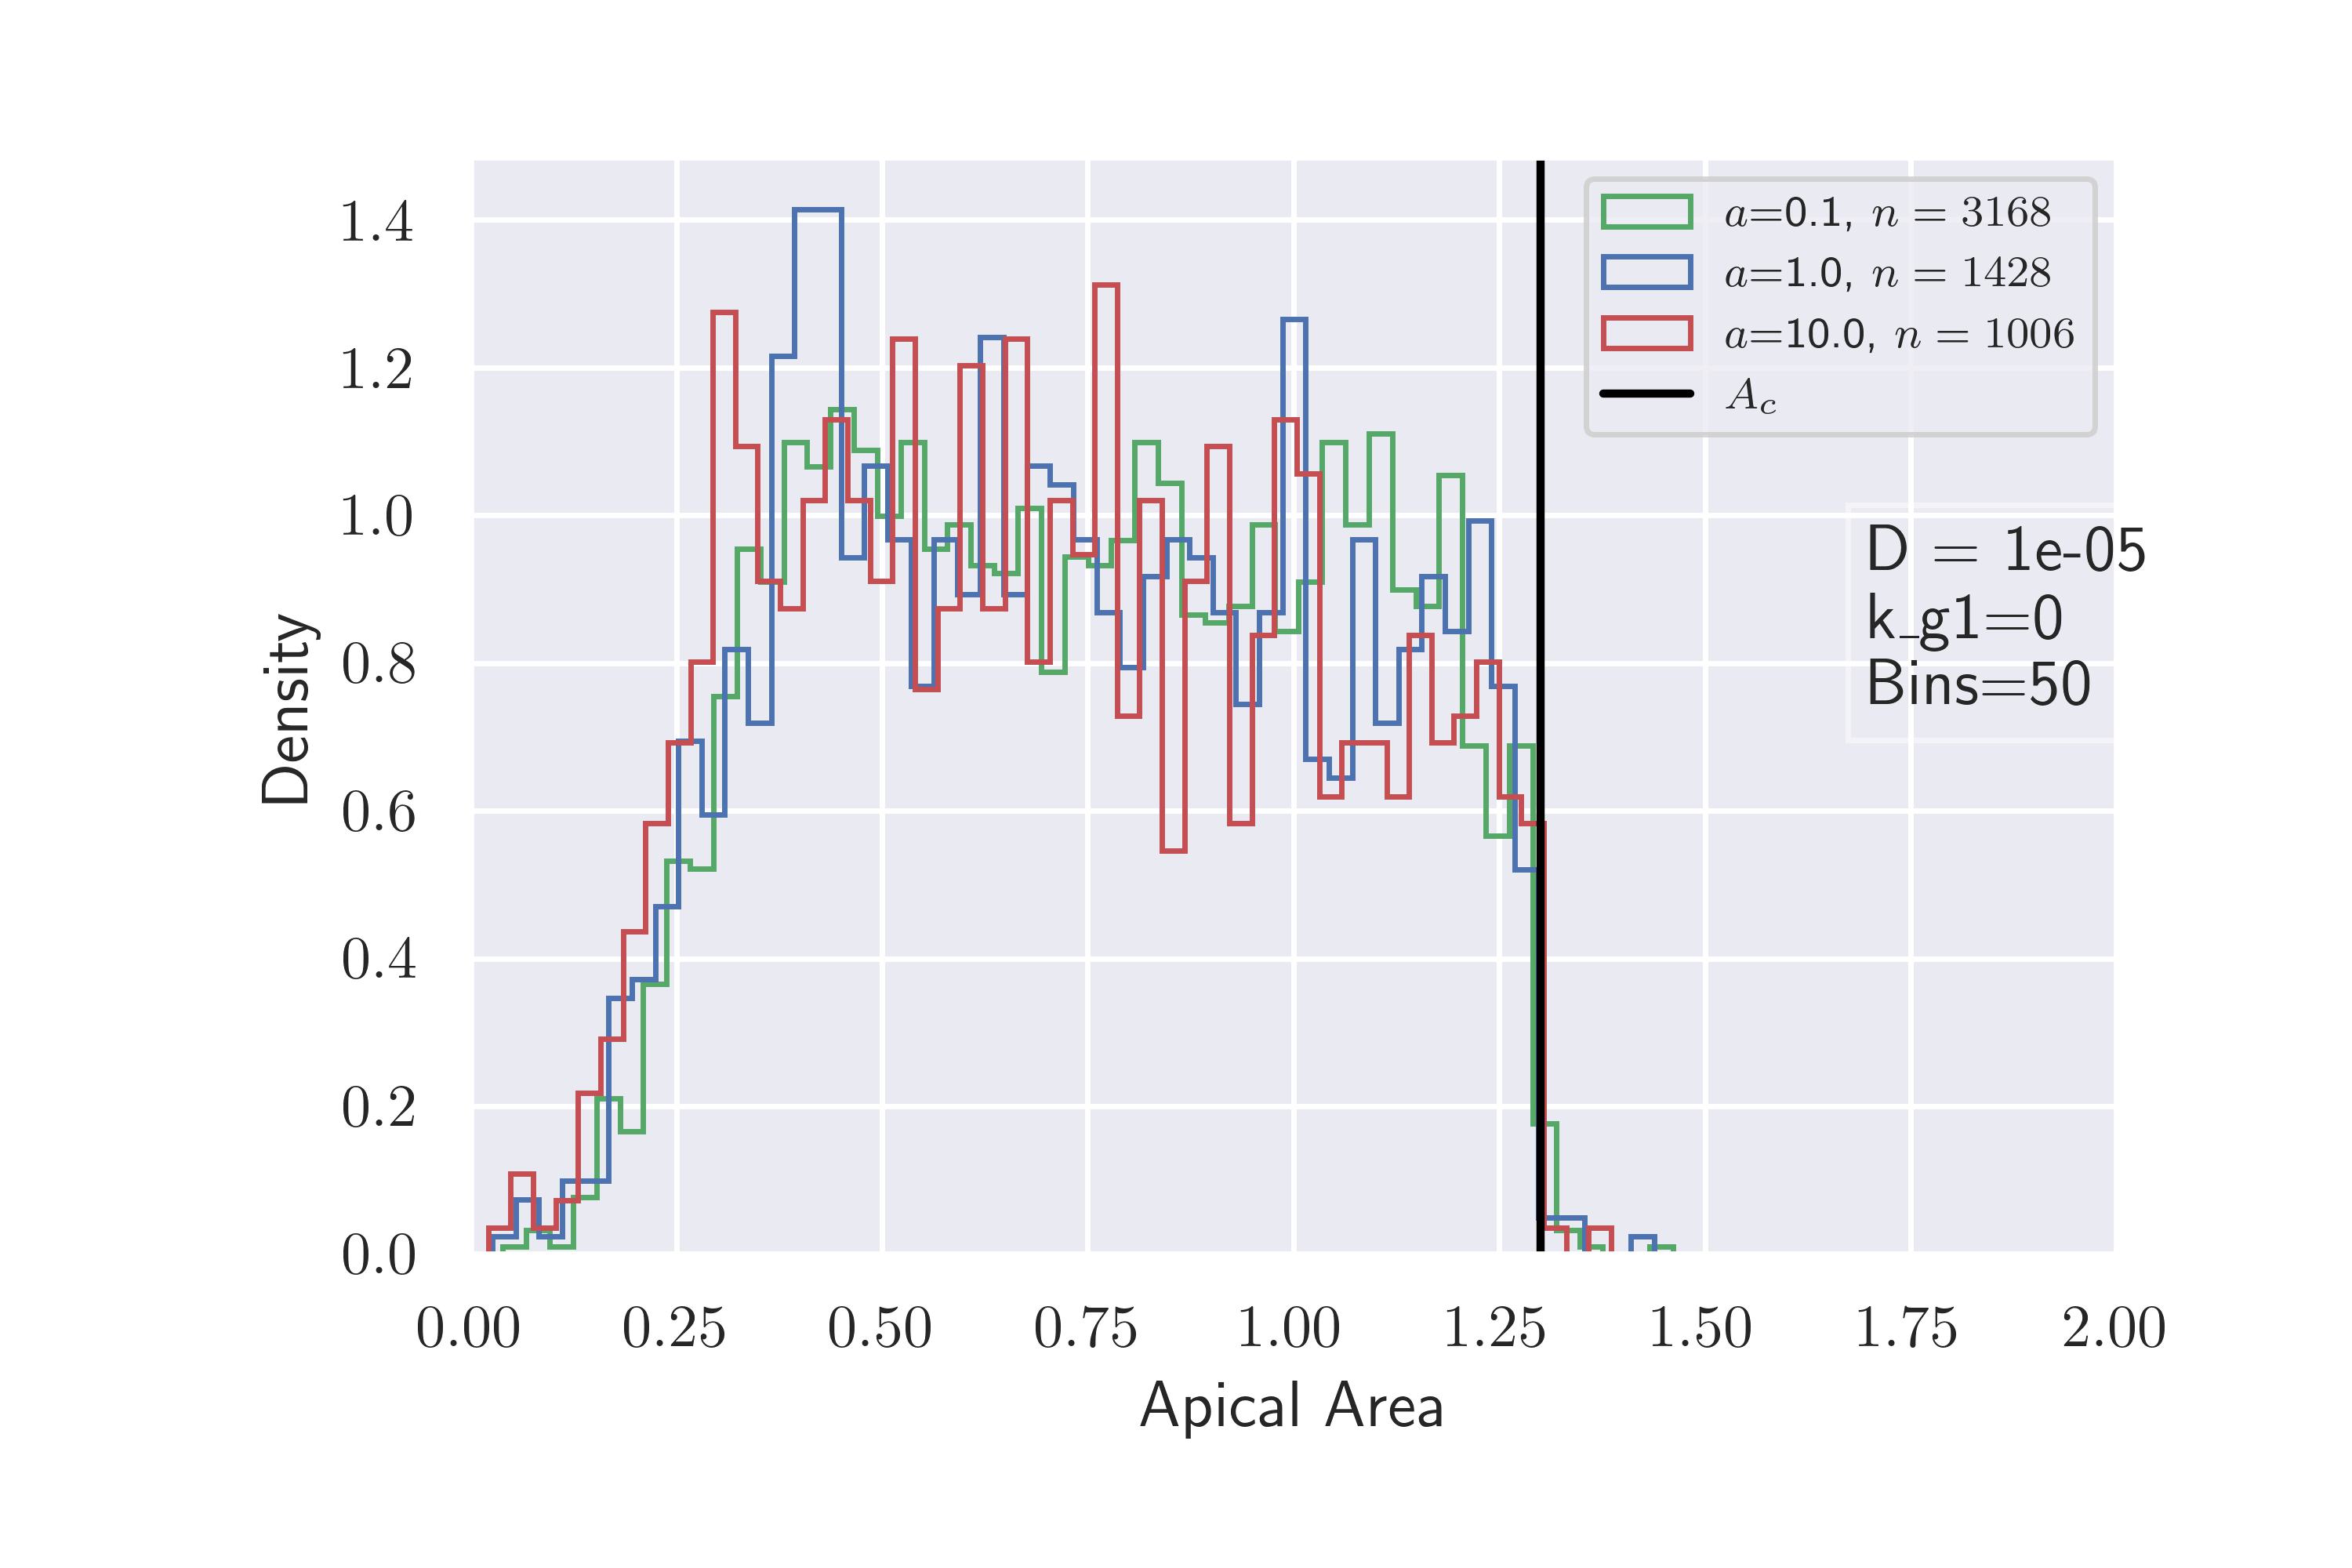 1.4
1.2
1.0
0.8
0.6
0.4
0.2
0.0
Density
0.00 0.25 0.50 0.75 1.00 1.25 1.50 1.75 2.00
Apical Area
a=0.1, n = 3168
a=1.0, n = 1428
a=10.0, n = 1006
A_c
D = 1e-05
k_g1=0
Bins=50